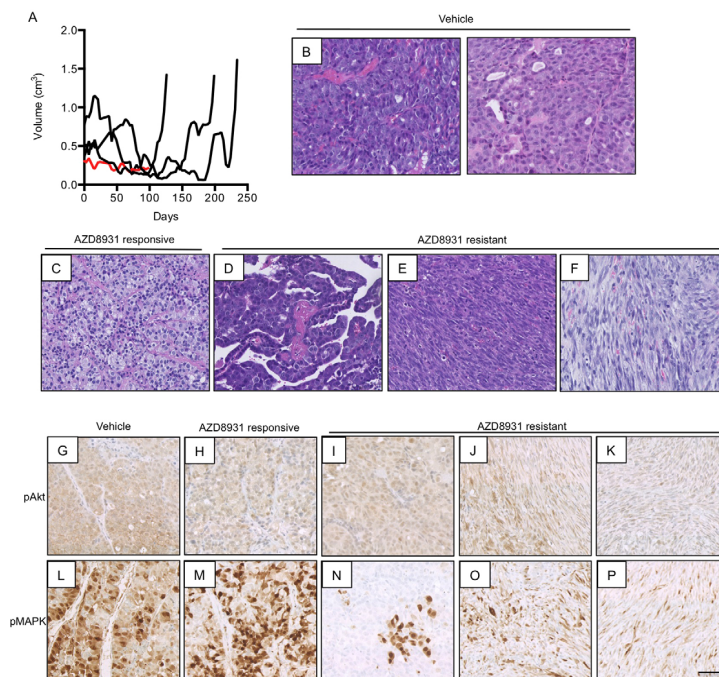 A
Volume (cm³)
2.0
1.5
1.0
0.5
0.0
0 50 100 150 200 250
Days
Vehicle
B
AZD8931 responsive
AZD8931 resistant
C D E F
Vehicle
AZD8931 responsive
AZD8931 resistant
pAkt
G H I J K
pMAPK
L M N O P